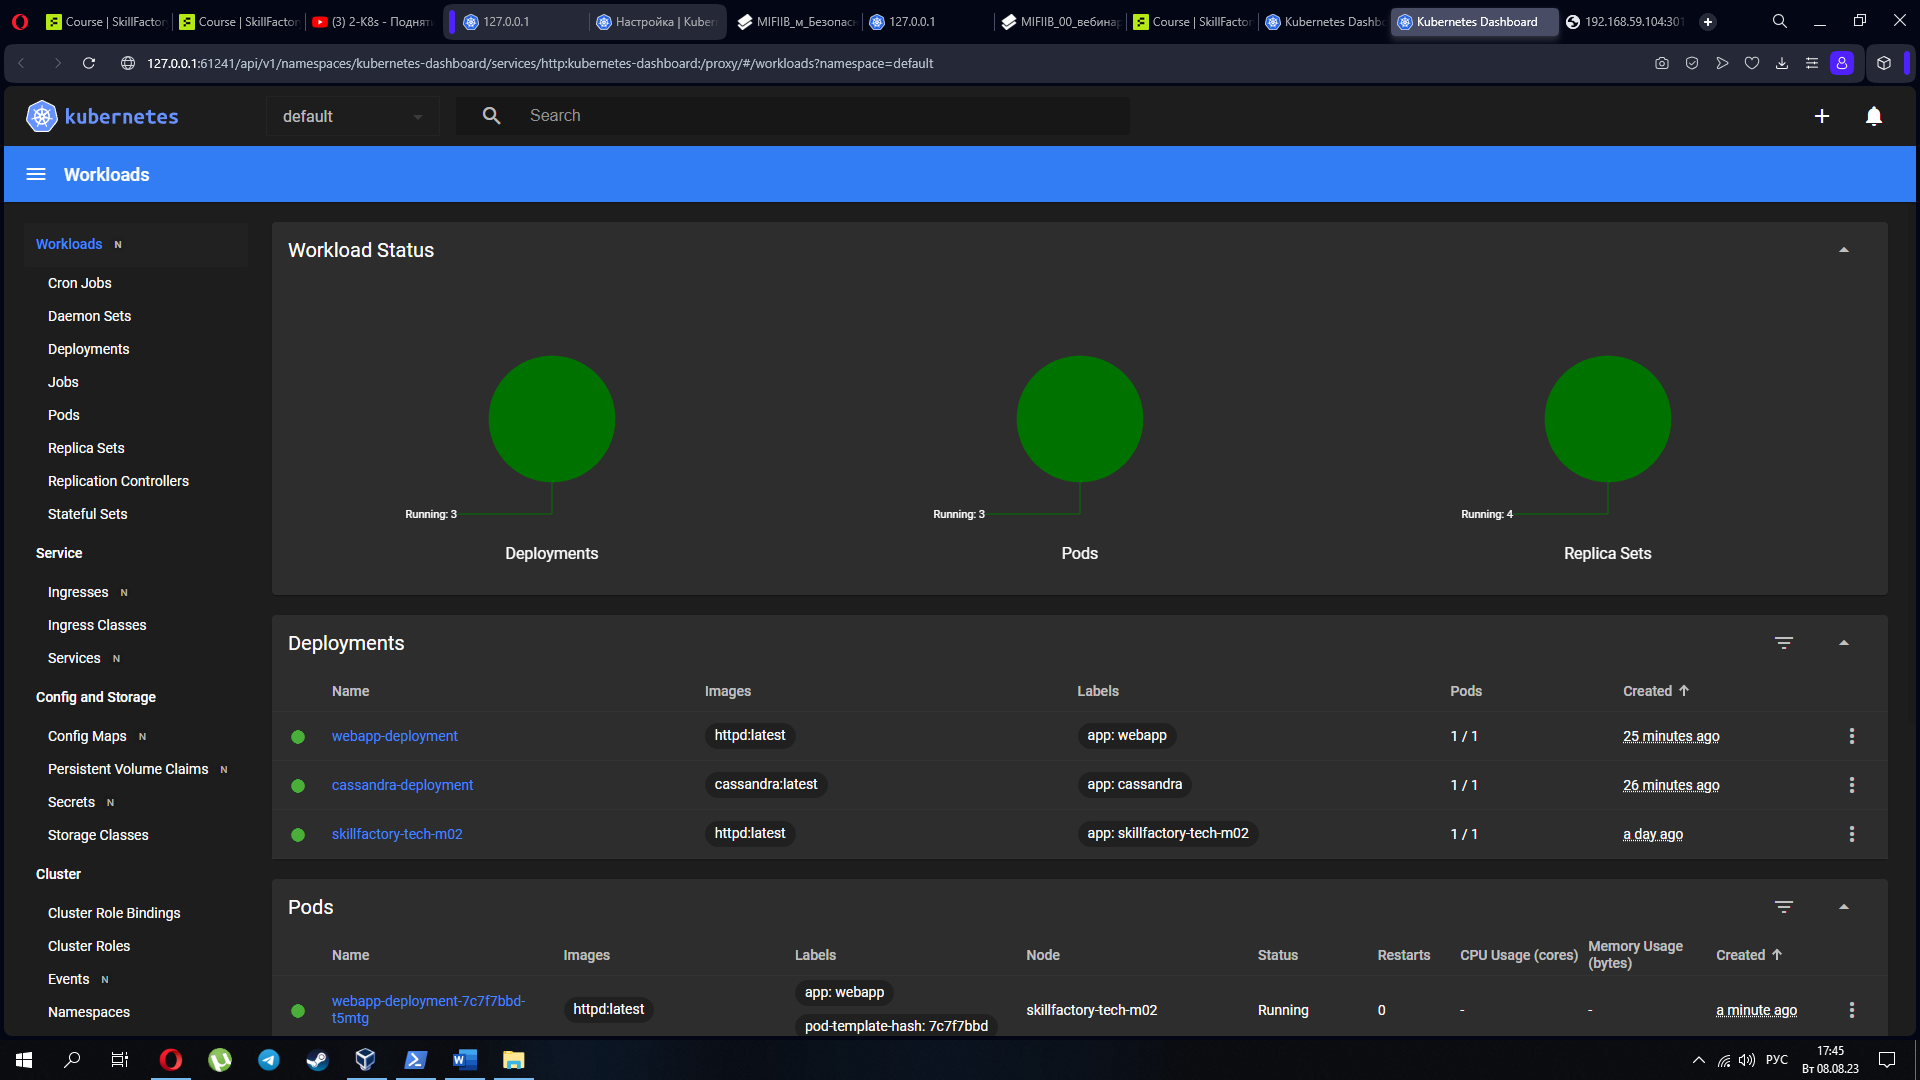 Course | SkillFactor
Course | SkillFactor
(3) 2-K8s - Поднять
127.0.0.1
Настройка | Kubern
MIFIIB_м_Безопасн
127.0.0.1
MIFIIB_00_вебинар
Course | SkillFactor
Kubernetes Dashbo
Kubernetes Dashboard
192.168.59.104:301
127.0.0.1:61241/api/v1/namespaces/kubernetes-dashboard/services/http:kubernetes-dashboard:/proxy/#/workloads?namespace=default
kubernetes
default
Search
Workloads
Workloads N
Cron Jobs
Daemon Sets
Deployments
Jobs
Pods
Replica Sets
Replication Controllers
Stateful Sets
Service
Ingresses N
Ingress Classes
Services N
Config and Storage
Config Maps N
Persistent Volume Claims N
Secrets N
Storage Classes
Cluster
Cluster Role Bindings
Cluster Roles
Events N
Namespaces
Workload Status
Running: 3
Deployments
Running: 3
Pods
Running: 4
Replica Sets
Deployments
Name Images Labels Pods Created
webapp-deployment httpd:latest app: webapp 1 / 1 25 minutes ago
cassandra-deployment cassandra:latest app: cassandra 1 / 1 26 minutes ago
skillfactory-tech-m02 httpd:latest app: skillfactory-tech-m02 1 / 1 a day ago
Pods
Name Images Labels Node Status Restarts CPU Usage (cores) Memory Usage (bytes) Created
webapp-deployment-7c7f7bbd-t5mtg httpd:latest app: webapp pod-template-hash: 7c7f7bbd skillfactory-tech-m02 Running 0 - - a minute ago
РУС
17:45
Вт 08.08.23